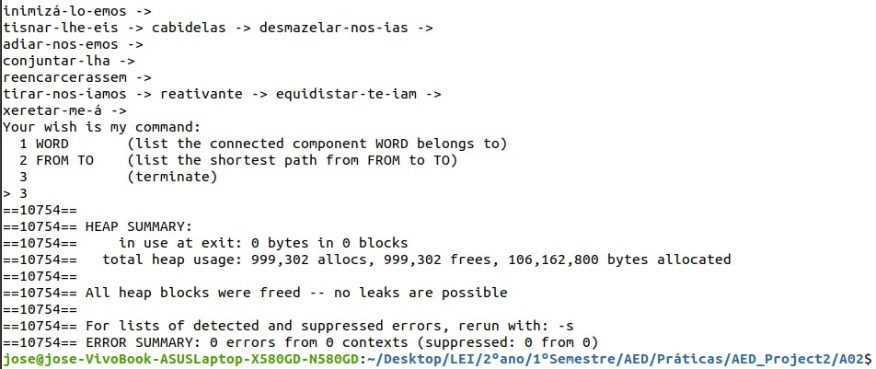 inimizá-lo-emos ->
tisnar-lhe-eis -> cabidelas -> desmazelar-nos-ias ->
adiar-nos-emos ->
conjuntar-lha ->
reencarcerassem ->
tirar-nos-íamos -> reativante -> equidistar-te-iam ->
xeretar-me-á ->
Your wish is my command:
  1 WORD       (list the connected component WORD belongs to)
  2 FROM TO    (list the shortest path from FROM to TO)
  3            (terminate)
> 3
==10754==
==10754== HEAP SUMMARY:
==10754==     in use at exit: 0 bytes in 0 blocks
==10754==   total heap usage: 999,302 allocs, 999,302 frees, 106,162,800 bytes allocated
==10754==
==10754== All heap blocks were freed -- no leaks are possible
==10754==
==10754== For lists of detected and suppressed errors, rerun with: -s
==10754== ERROR SUMMARY: 0 errors from 0 contexts (suppressed: 0 from 0)
jose@jose-VivoBook-ASUSLaptop-X580GD-N580GD:~/Desktop/LEI/2ºano/1ºSemestre/AED/Práticas/AED_Project2/A02$